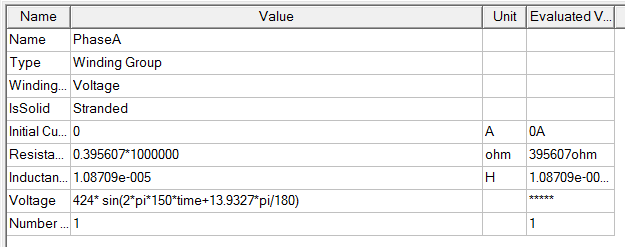 Name Value Unit Evaluated V...
Name PhaseA
Type Winding Group
Winding... Voltage
IsSolid Stranded
Initial Cu... 0 A 0A
Resista... 0.395607*1000000 ohm 395607ohm
Inductan... 1.08709e-005 H 1.08709e-00...
Voltage 424* sin(2*pi*150*time+13.9327*pi/180) *****
Number ... 1 1